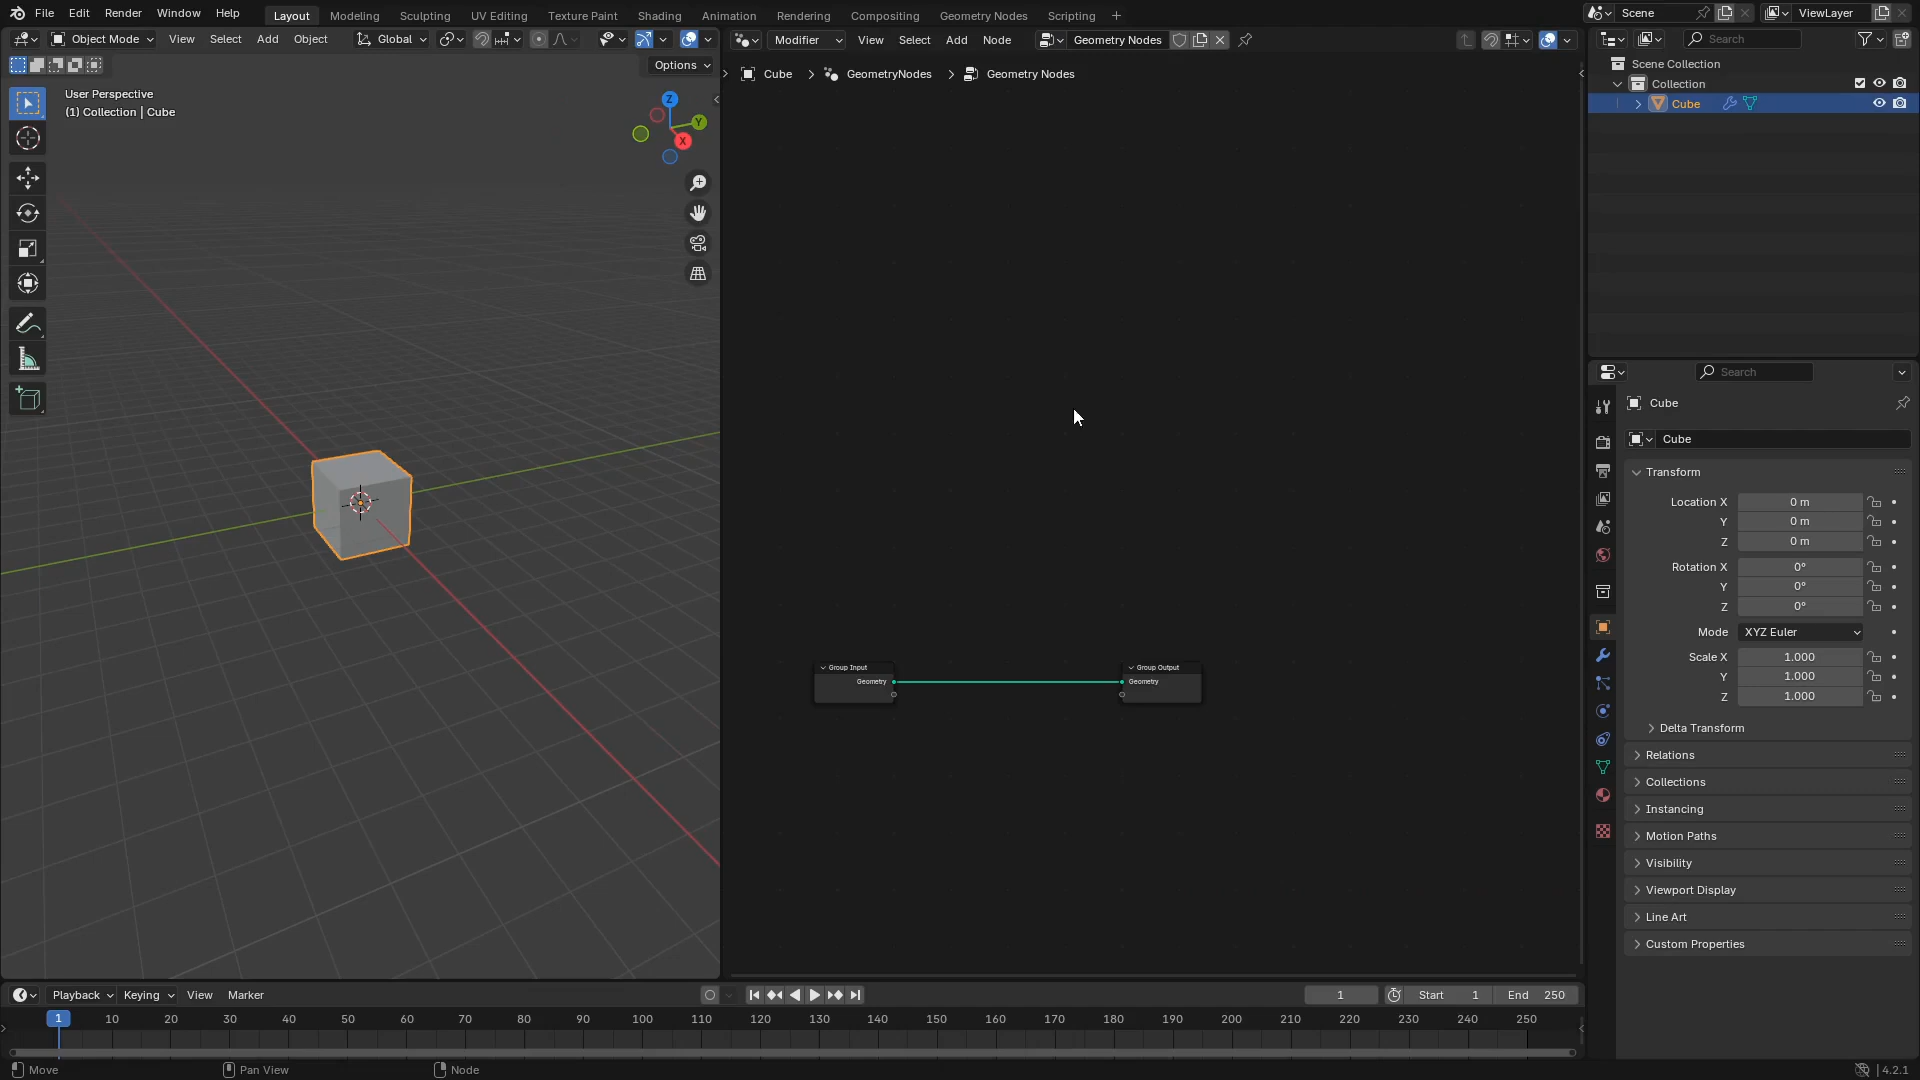 File Edit Render Window Help Layout Modeling Sculpting UV Editing Texture Paint Shading Animation Rendering Compositing Geometry Nodes Scripting + Scene ViewLayer
Object Mode View Select Add Object Global
Options
User Perspective
(1) Collection | Cube
Z
Y
X
Modifier View Select Add Node Geometry Nodes
Cube > GeometryNodes > Geometry Nodes
Group Input
Geometry
Group Output
Geometry
Search
Scene Collection
Collection
Cube
Search
Cube
Cube
Transform
Location X 0 m
Y 0 m
Z 0 m
Rotation X 0°
Y 0°
Z 0°
Mode XYZ Euler
Scale X 1.000
Y 1.000
Z 1.000
Delta Transform
Relations
Collections
Instancing
Motion Paths
Visibility
Viewport Display
Line Art
Custom Properties
Playback Keying View Marker 1 Start 1 End 250
1 10 20 30 40 50 60 70 80 90 100 110 120 130 140 150 160 170 180 190 200 210 220 230 240 250
Move Pan View Node 4.2.1